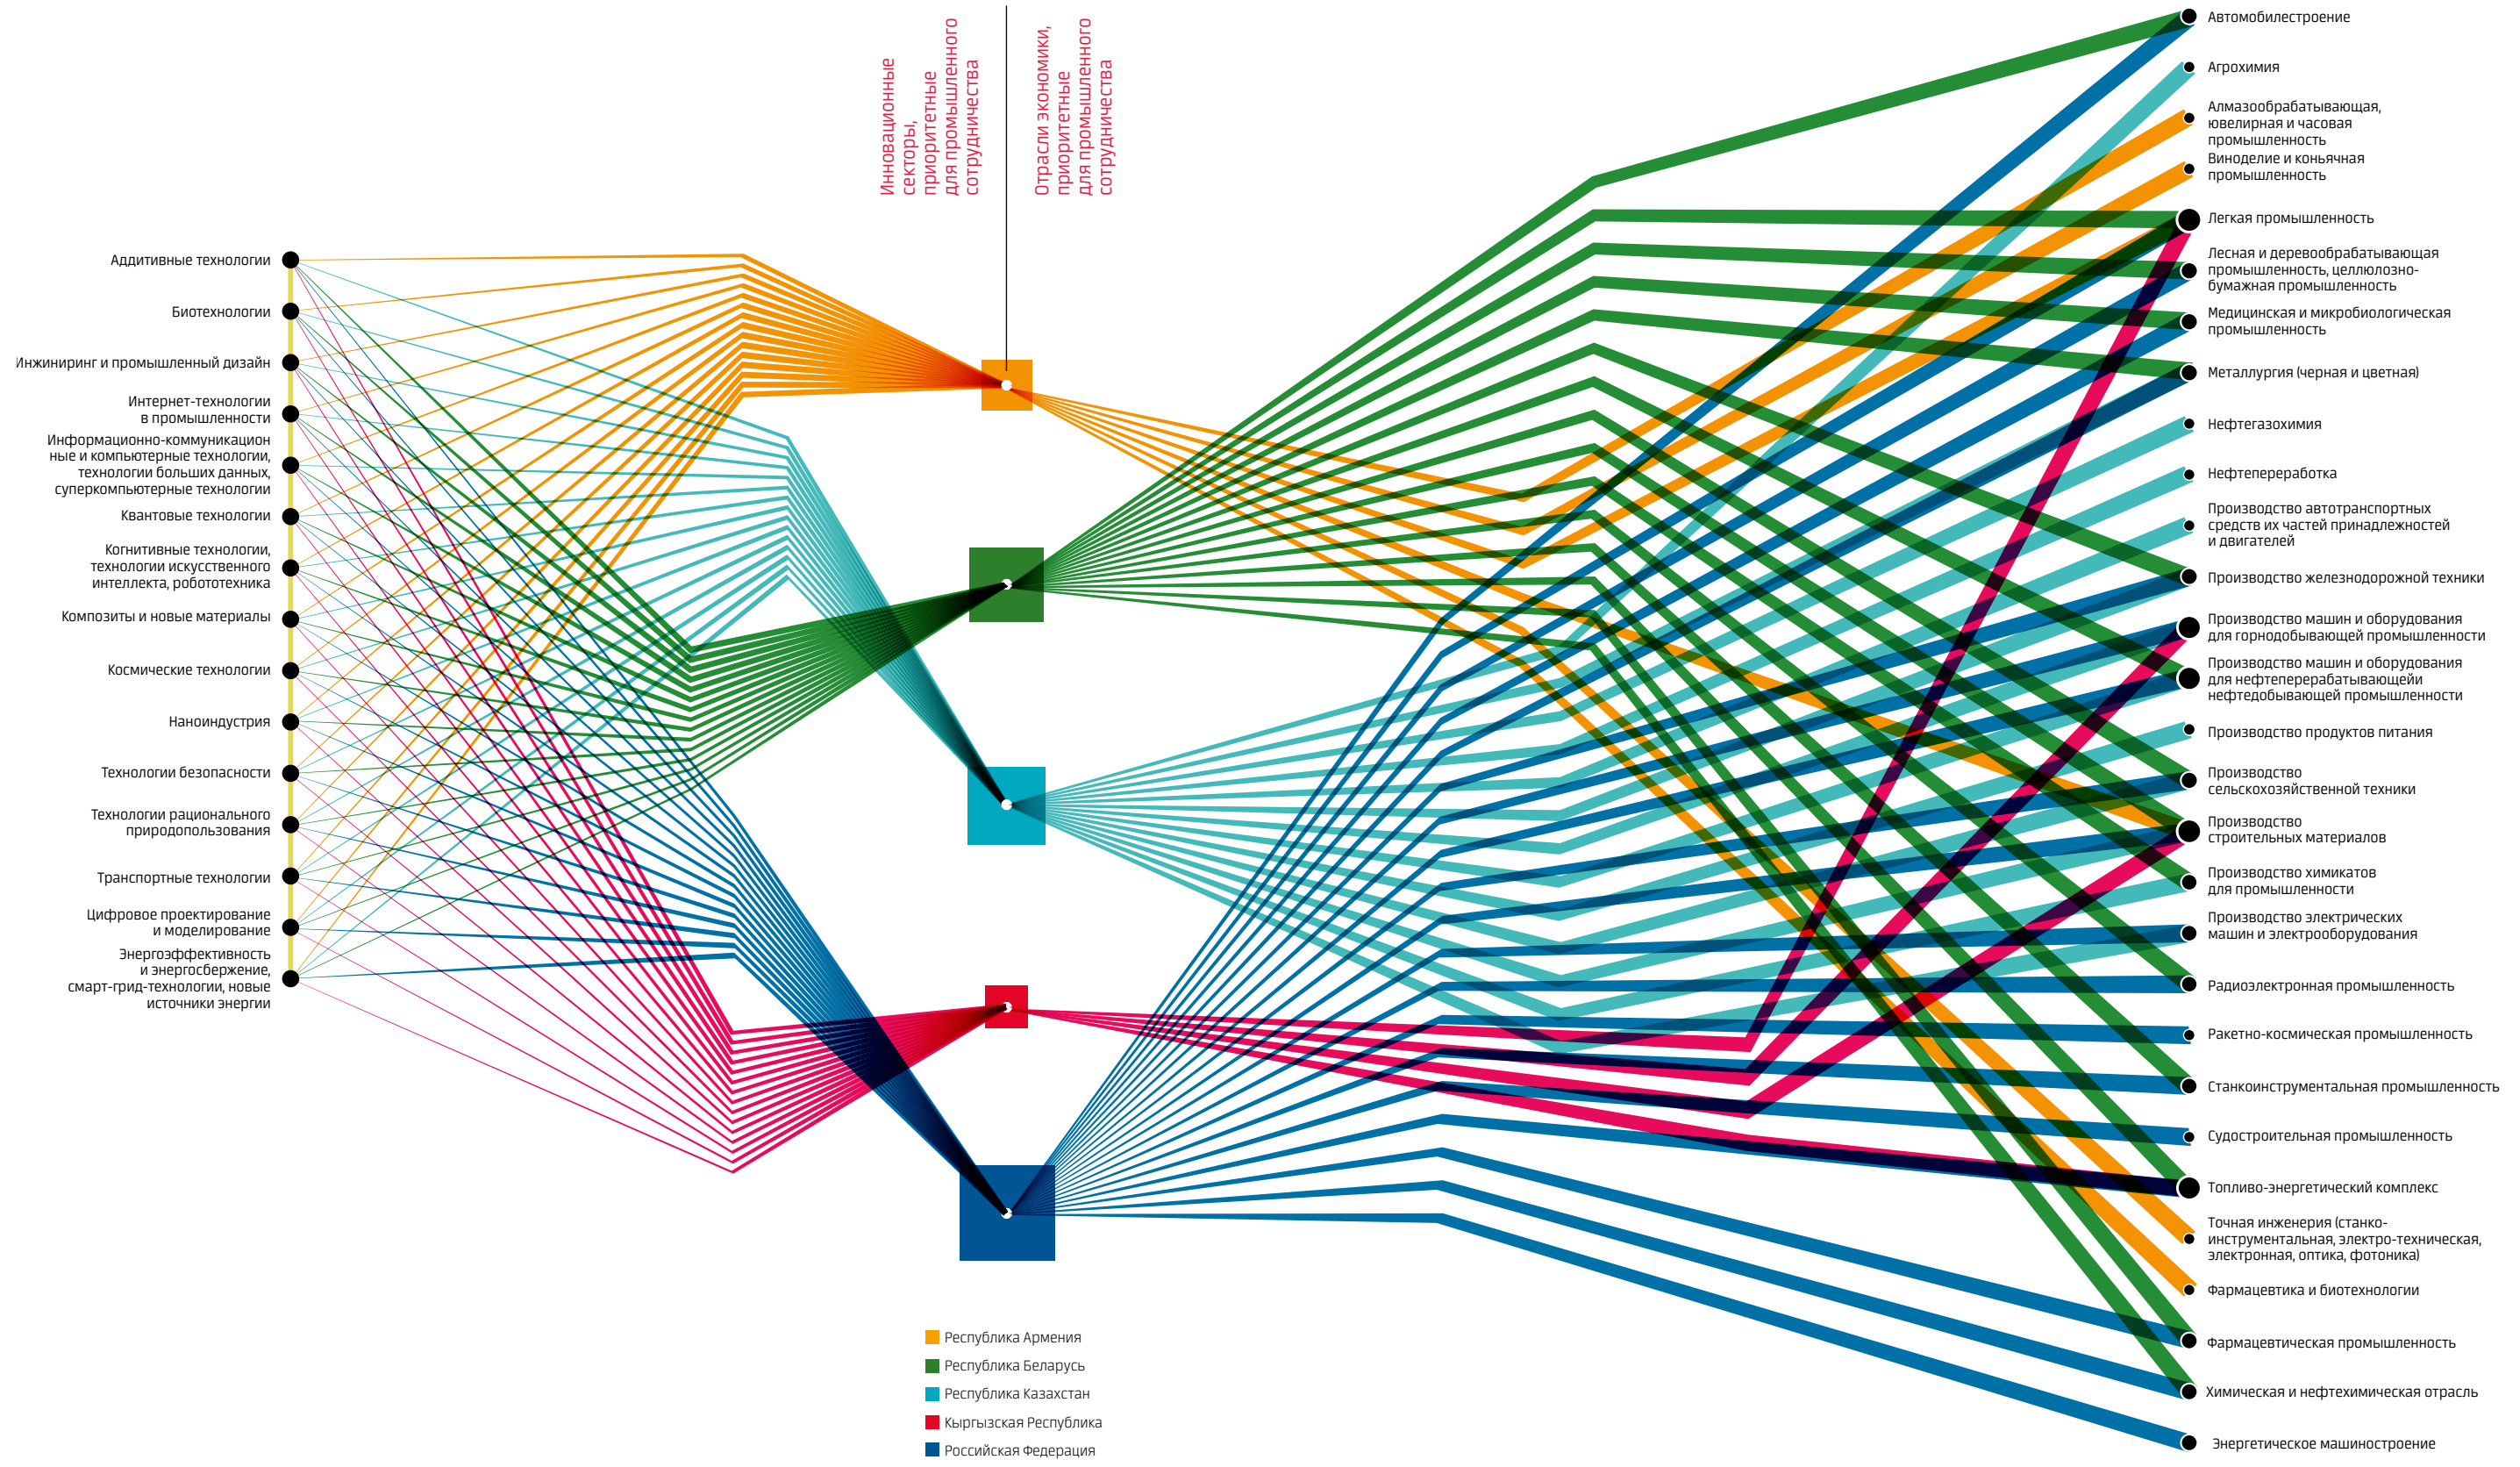 Инновационные
секторы,
приоритетные
для промышленного
сотрудничества
Отрасли экономики,
приоритетные
для промышленного
сотрудничества
Аддитивные технологии
Биотехнологии
Инжиниринг и промышленный дизайн
Интернет-технологии
в промышленности
Информационно-коммуникацион
ные и компьютерные технологии,
технологии больших данных,
суперкомпьютерные технологии
Квантовые технологии
Когнитивные технологии,
технологии искусственного
интеллекта, робототехника
Композиты и новые материалы
Космические технологии
Наноиндустрия
Технологии безопасности
Технологии рационального
природопользования
Транспортные технологии
Цифровое проектирование
и моделирование
Энергоэффективность
и энергосбержение,
смарт-грид-технологии, новые
источники энергии
Автомобилестроение
Агрохимия
Алмазообрабатывающая,
ювелирная и часовая
промышленность
Виноделие и коньячная
промышленность
Легкая промышленность
Лесная и деревообрабатывающая
промышленность, целлюлозно-
бумажная промышленность
Медицинская и микробиологическая
промышленность
Металлургия (черная и цветная)
Нефтегазохимия
Нефтепереработка
Производство автотранспортных
средств их частей принадлежностей
и двигателей
Производство железнодорожной техники
Производство машин и оборудования
для горнодобывающей промышленности
Производство машин и оборудования
для нефтеперерабатывающейи
нефтедобывающей промышленности
Производство продуктов питания
Производство
сельскохозяйственной техники
Производство
строительных материалов
Производство химикатов
для промышленности
Производство электрических
машин и электрооборудования
Радиоэлектронная промышленность
Ракетно-космическая промышленность
Станкоинструментальная промышленность
Судостроительная промышленность
Топливо-энергетический комплекс
Точная инженерия (станко-
инструментальная, электро-техническая,
электронная, оптика, фотоника)
Фармацевтика и биотехнологии
Фармацевтическая промышленность
Химическая и нефтехимическая отрасль
Энергетическое машиностроение
Республика Армения
Республика Беларусь
Республика Казахстан
Кыргызская Республика
Российская Федерация